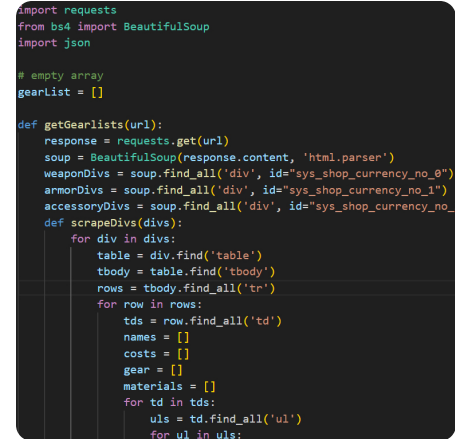 import requests
from bs4 import BeautifulSoup
import json
# empty array
gearList = []
def getGearlists(url):
response = requests.get(url)
soup = BeautifulSoup(response.content, 'html.parser')
weaponDivs = soup.find_all('div', id="sys_shop_currency_no_0")
armorDivs = soup.find_all('div', id="sys_shop_currency_no_1")
accessoryDivs = soup.find_all('div', id="sys_shop_currency_no_
def scrapeDivs(divs):
for div in divs:
table = div.find('table')
tbody = table.find('tbody')
rows = tbody.find_all('tr')
for row in rows:
tds = row.find_all('td')
names = []
costs = []
gear = []
materials = []
for td in tds:
uls = td.find_all('ul')
for ul in uls: